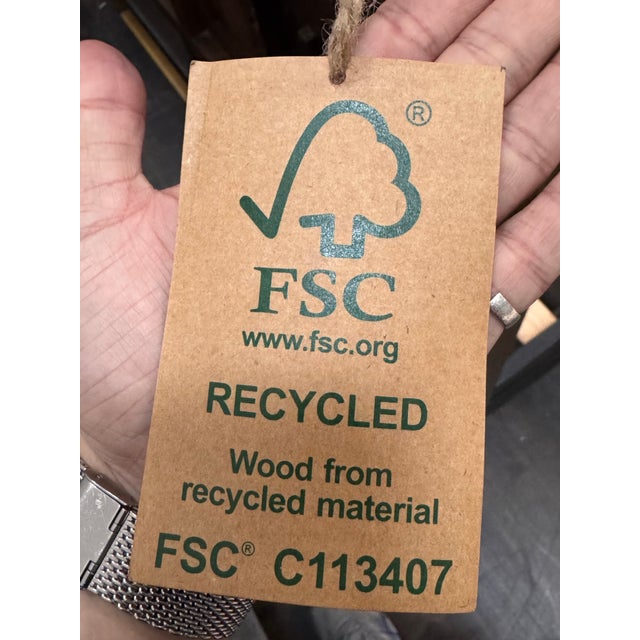 ®
FSC
www.fsc.org
RECYCLED
Wood from
recycled material
FSC® C113407